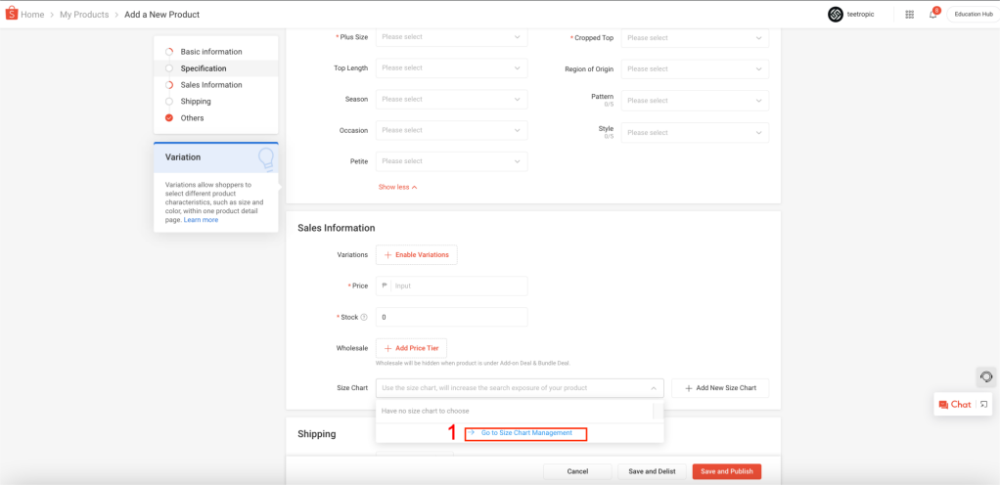 Home > My Products > Add a New Product
teetropic
8
Education Hub
Basic information
Specification
Sales Information
Shipping
Others
Variation
Variations allow shoppers to
select different product
characteristics, such as size and
color, within one product detail
page. Learn more
* Plus Size Please select
* Cropped Top Please select
Top Length Please select
Region of Origin Please select
Season Please select
Pattern Please select
0/5
Occasion Please select
Style Please select
0/5
Petite Please select
Show less
Sales Information
Variations + Enable Variations
* Price ₱ Input
* Stock ? 0
Wholesale + Add Price Tier
Wholesale will be hidden when product is under Add-on Deal & Bundle Deal.
Size Chart Use the size chart, will increase the search exposure of your product + Add New Size Chart
Have no size chart to choose
1 → Go to Size Chart Management
Shipping
Chat
Cancel Save and Delist Save and Publish